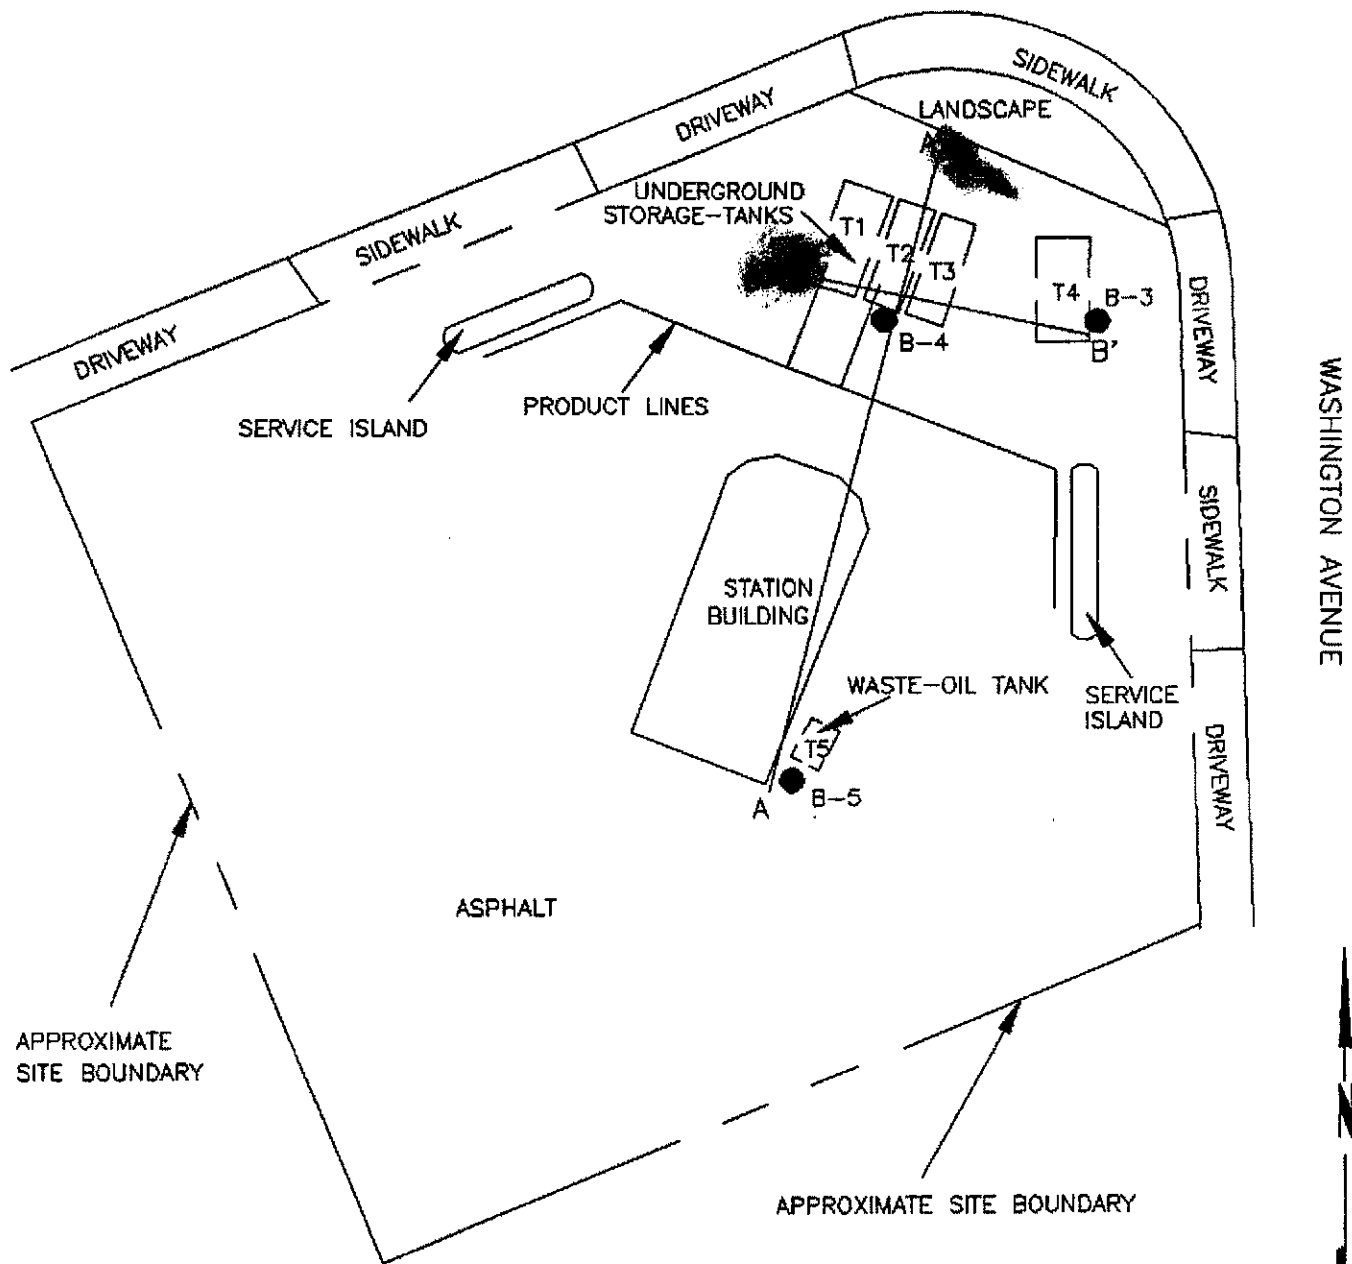 SIDEWALK
DRIVEWAY
LANDSCAPE
UNDERGROUND
STORAGE-TANKS
T1
T2
T3
T4
B-3
B-4
B'
SIDEWALK
DRIVEWAY
DRIVEWAY
SERVICE ISLAND
PRODUCT LINES
WASHINGTON AVENUE
SIDEWALK
STATION
BUILDING
WASTE-OIL TANK
SERVICE
ISLAND
T5
B-5
A
DRIVEWAY
ASPHALT
APPROXIMATE
SITE BOUNDARY
APPROXIMATE SITE BOUNDARY
N